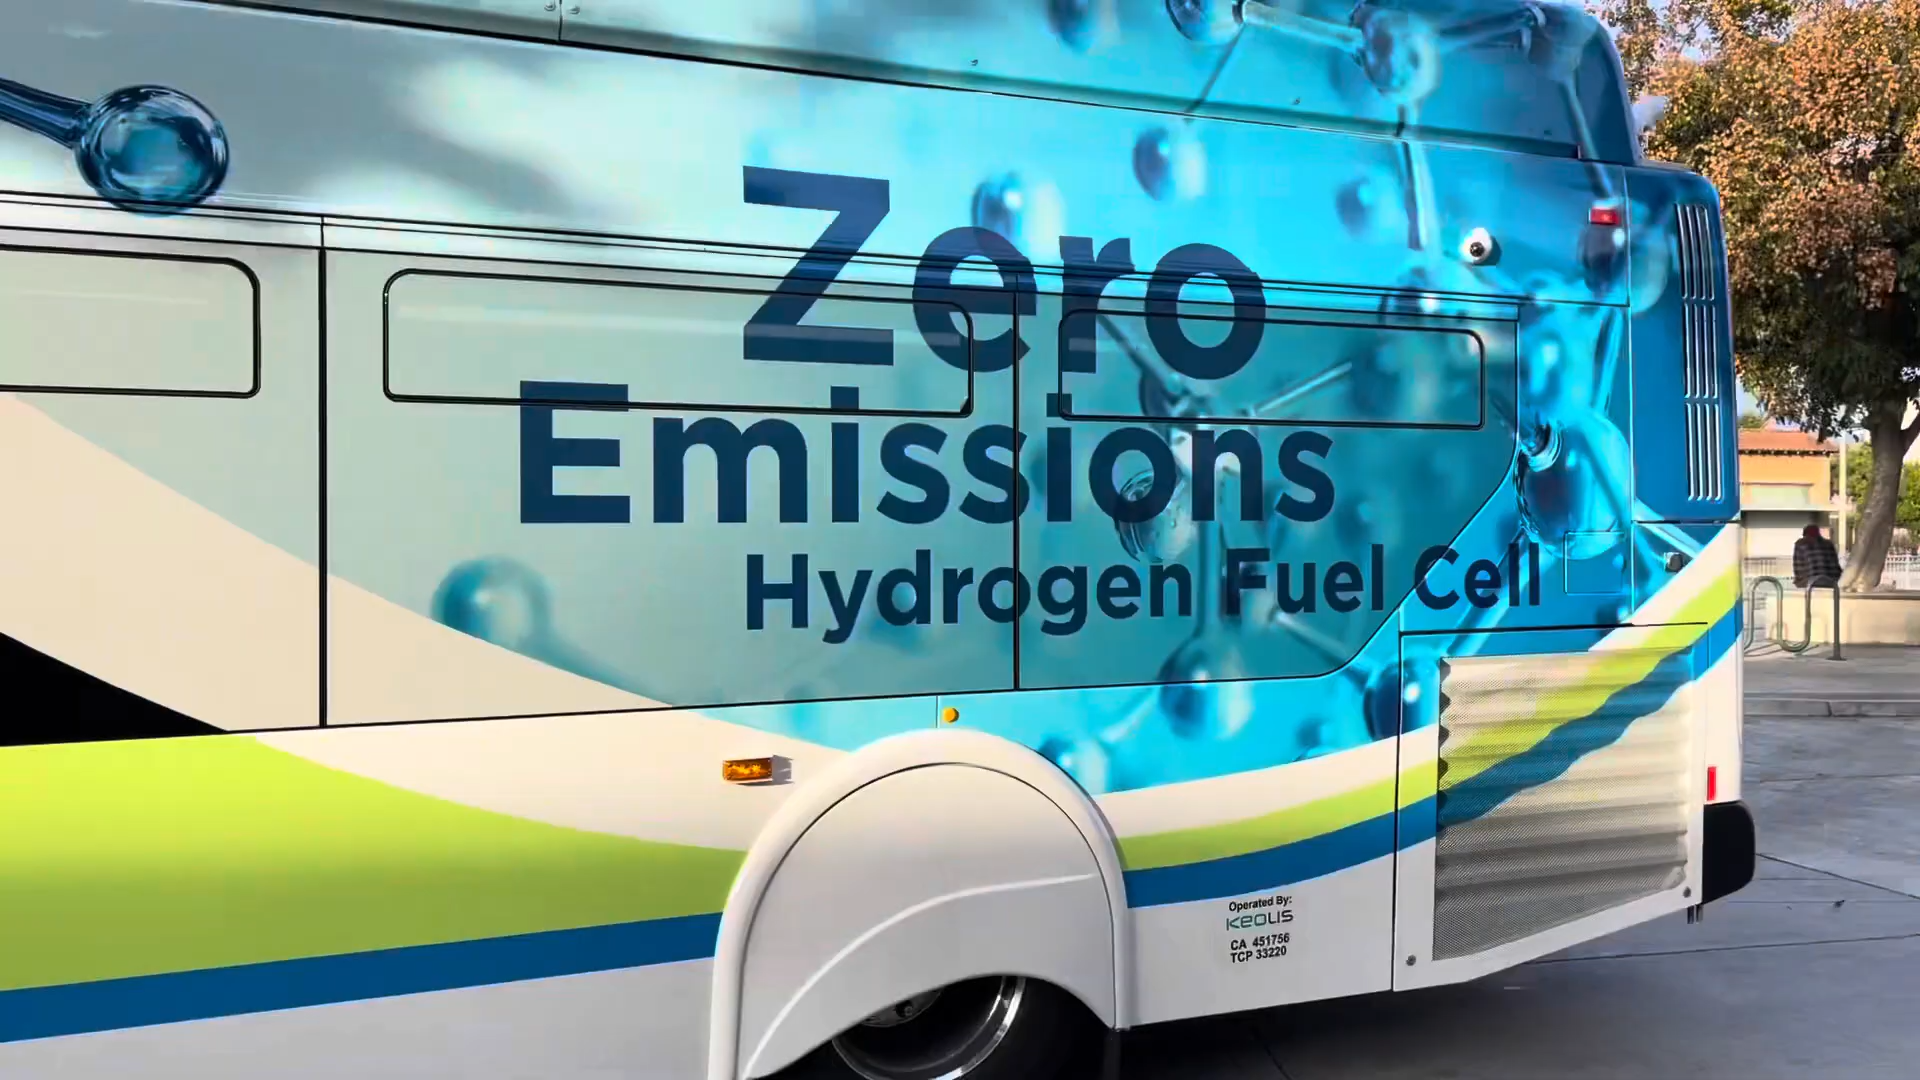 Zero
Emissions
Hydrogen Fuel Cell
Operated By:
keolis
CA 451756
TCP 33220